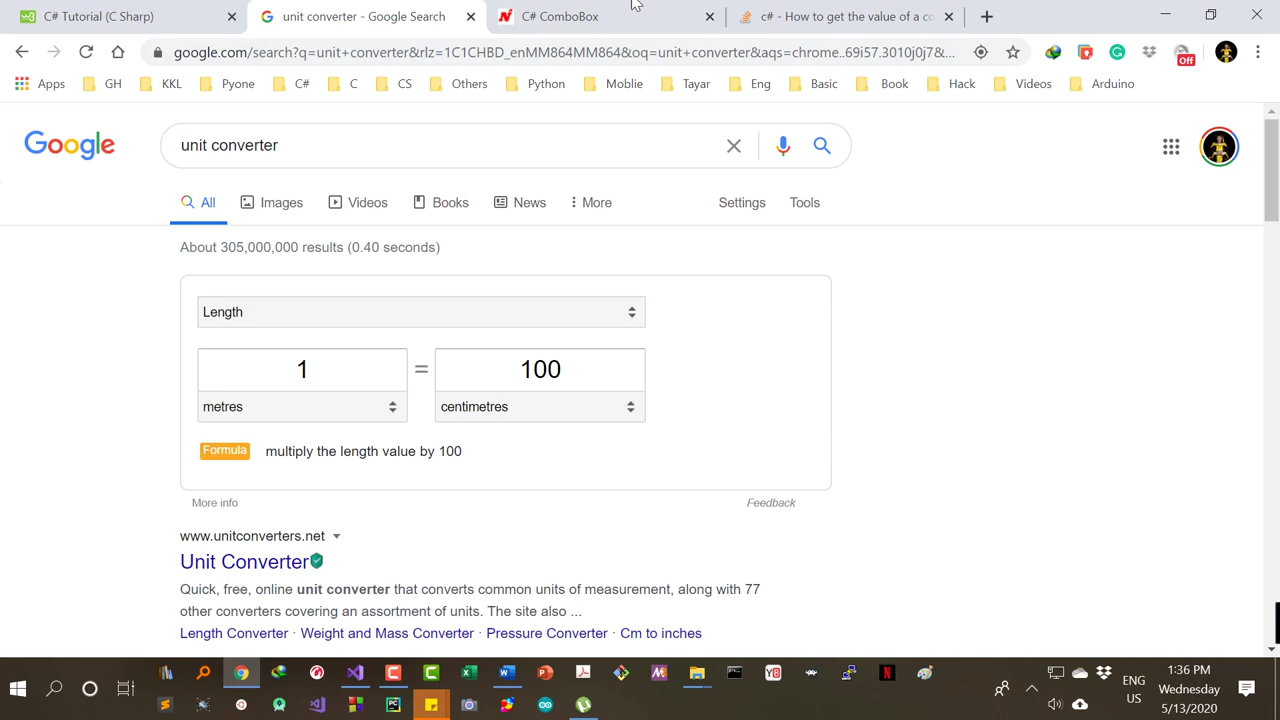 C# Tutorial (C Sharp)
unit converter - Google Search
C# ComboBox
c# - How to get the value of a co
google.com/search?q=unit+converter&rlz=1C1CHBD_enMM864MM864&oq=unit+converter&aqs=chrome..69i57.3010j0j7&...
Off
Apps GH KKL Pyone C# C CS Others Python Moblie Tayar Eng Basic Book Hack Videos Arduino
Google
unit converter
All Images Videos Books News More Settings Tools
About 305,000,000 results (0.40 seconds)
Length
1 = 100
metres centimetres
Formula multiply the length value by 100
More info Feedback
www.unitconverters.net
Unit Converter
Quick, free, online unit converter that converts common units of measurement, along with 77
other converters covering an assortment of units. The site also ...
Length Converter · Weight and Mass Converter · Pressure Converter · Cm to inches
1:36 PM
ENG Wednesday
US 5/13/2020